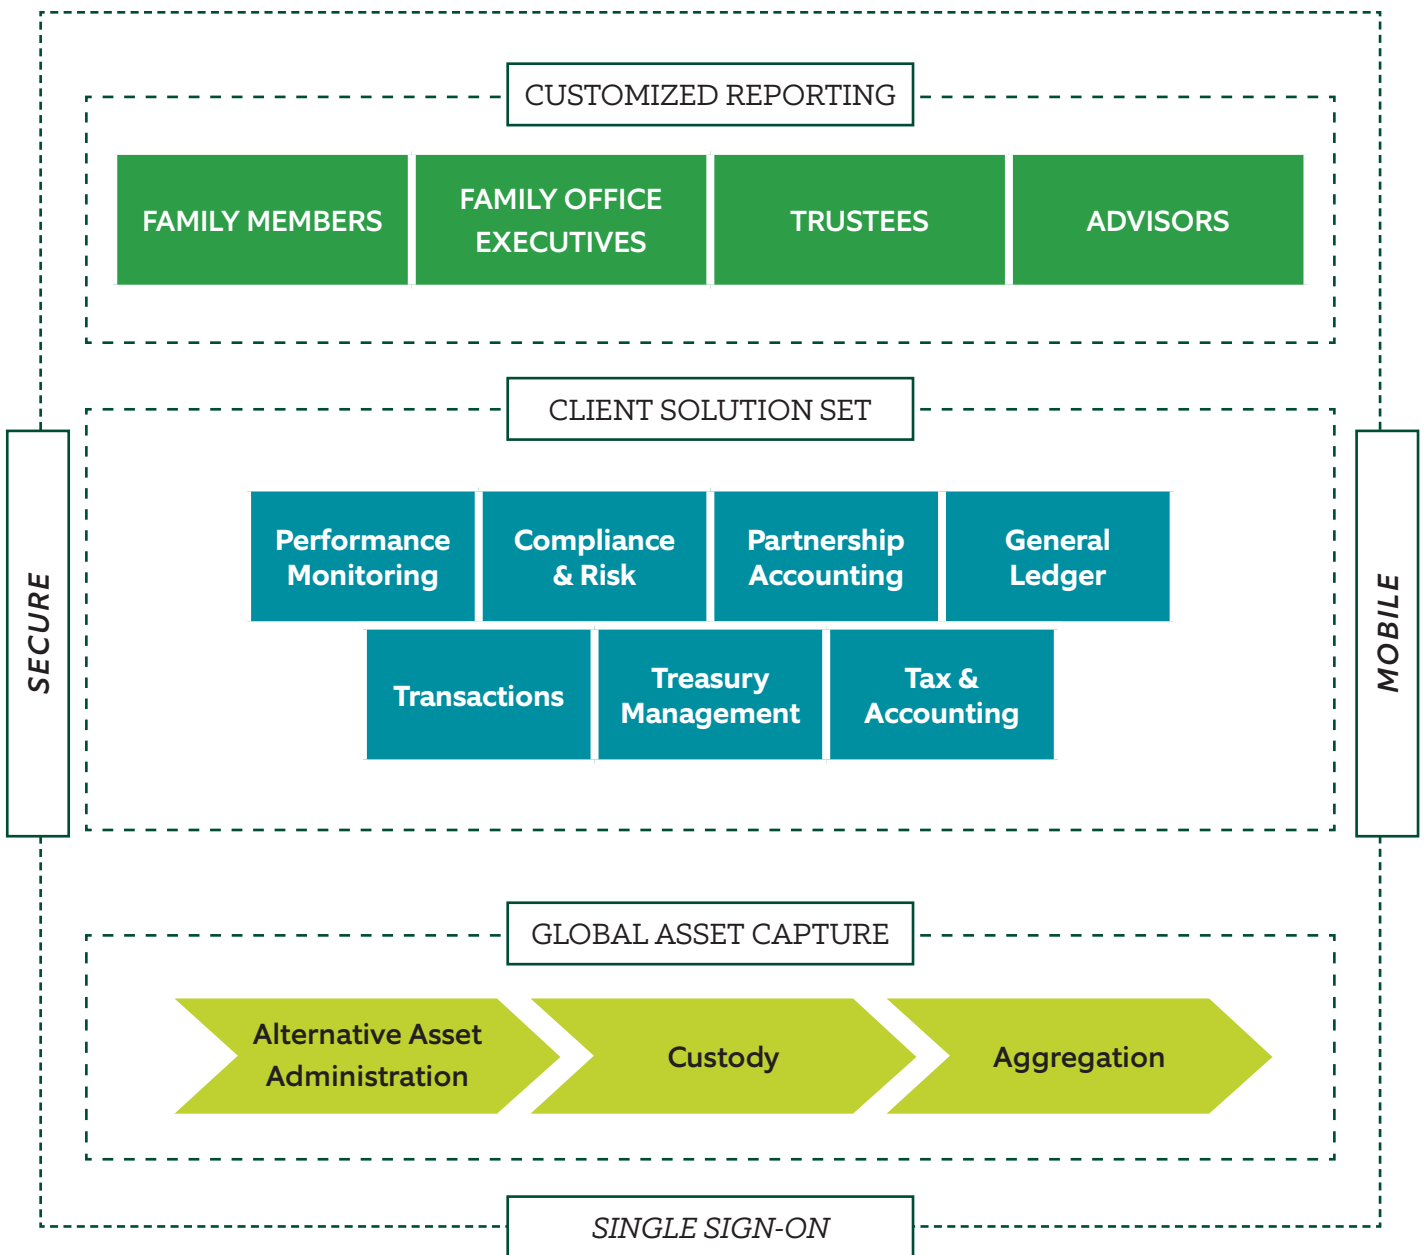 CUSTOMIZED REPORTING
FAMILY MEMBERS
FAMILY OFFICE
EXECUTIVES
TRUSTEES
ADVISORS
CLIENT SOLUTION SET
SECURE
Performance
Monitoring
Compliance
& Risk
Partnership
Accounting
General
Ledger
Transactions
Treasury
Management
Tax &
Accounting
MOBILE
GLOBAL ASSET CAPTURE
Alternative Asset
Administration
Custody
Aggregation
SINGLE SIGN-ON